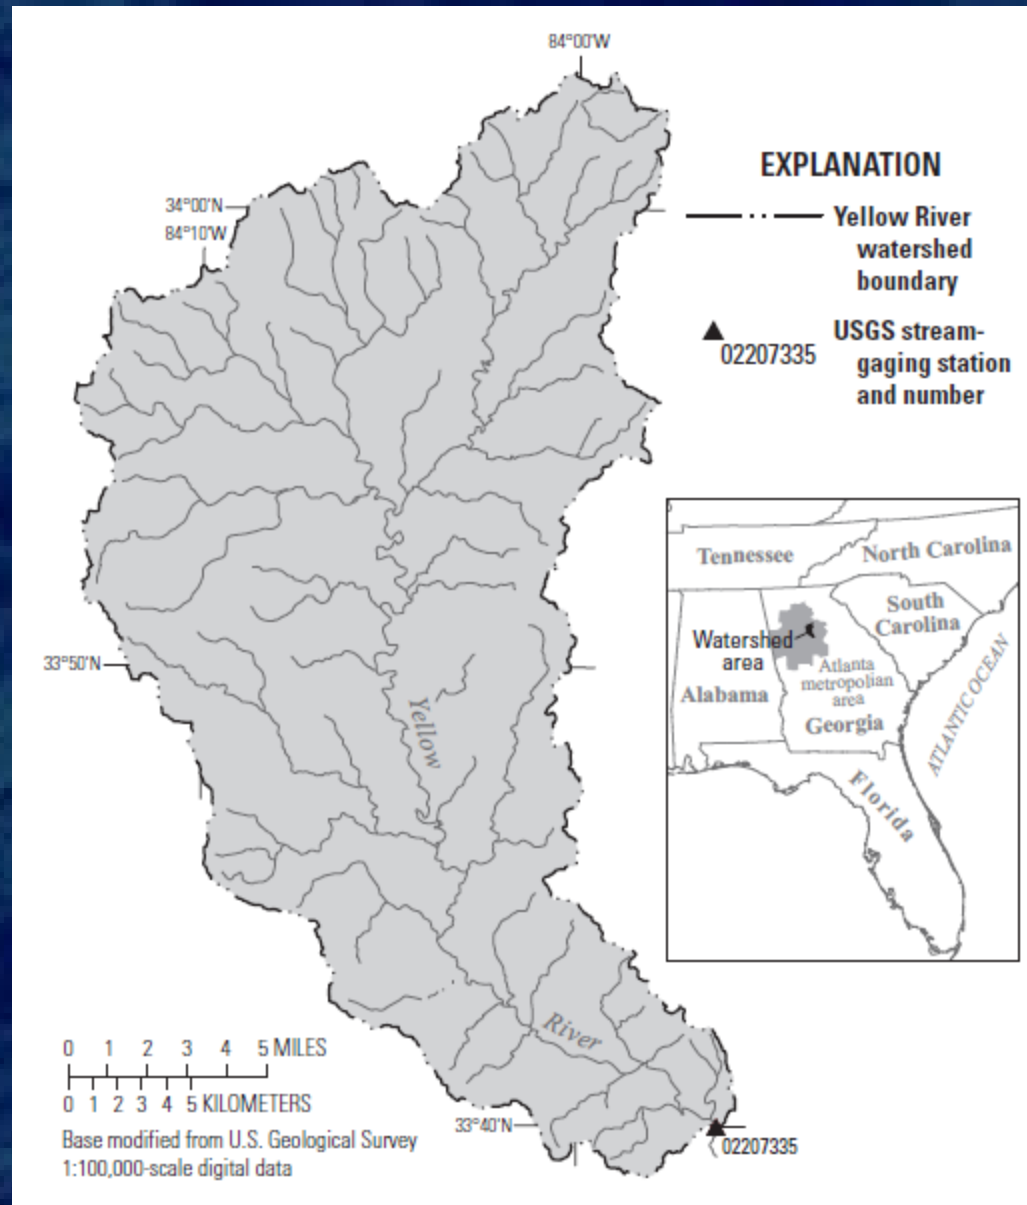 84°00'W
34°00'N
84°10'W
EXPLANATION
Yellow River
watershed
boundary
02207335
USGS stream-
gaging station
and number
33°50'N
Yellow
River
Tennessee
North Carolina
South
Carolina
Watershed
area
Atlanta
metropolian
area
Alabama
Georgia
ATLANTIC OCEAN
Florida
0 1 2 3 4 5 MILES
0 1 2 3 4 5 KILOMETERS
Base modified from U.S. Geological Survey
1:100,000-scale digital data
33°40'N
02207335